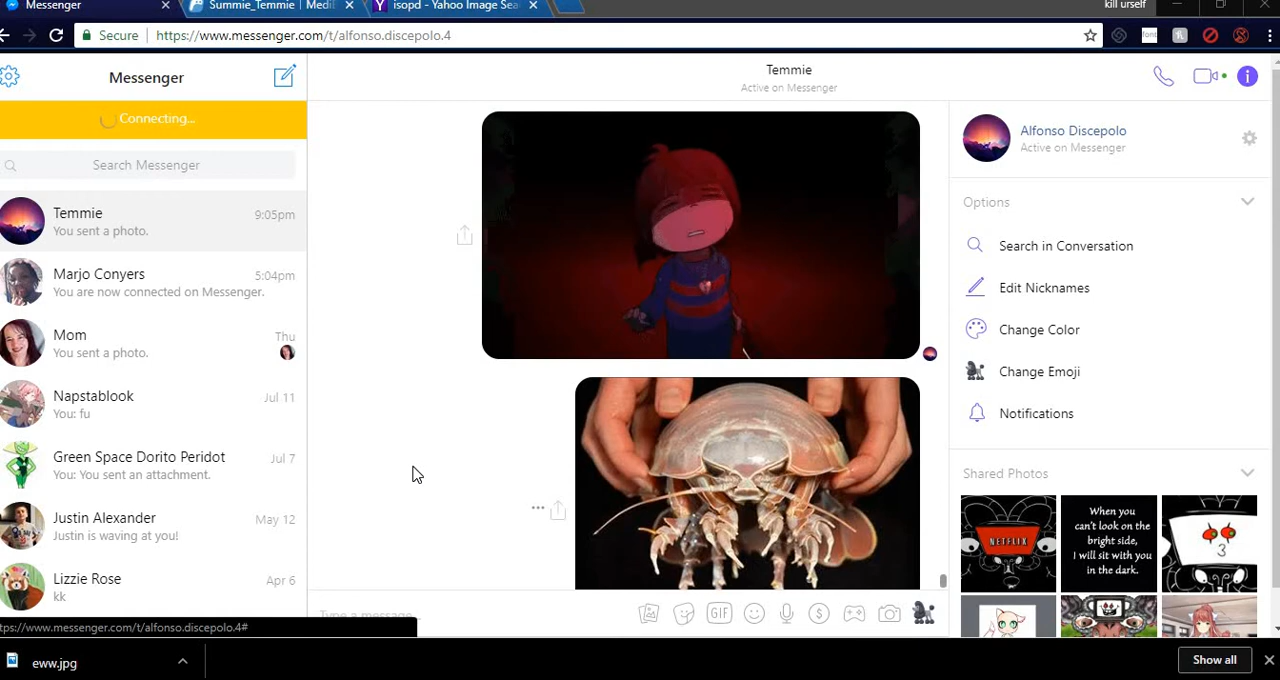 Messenger
Summie_Temmie | Medi
isopd - Yahoo Image Sea
kill urself
Secure
https://www.messenger.com/t/alfonso.discepolo.4
font
Messenger
Temmie
Active on Messenger
Connecting...
Search Messenger
Alfonso Discepolo
Active on Messenger
Options
Search in Conversation
Edit Nicknames
Change Color
Change Emoji
Notifications
Shared Photos
Temmie
9:05pm
You sent a photo.
Marjo Conyers
5:04pm
You are now connected on Messenger.
Mom
Thu
You sent a photo.
Napstablook
Jul 11
You: fu
Green Space Dorito Peridot
Jul 7
You: You sent an attachment.
Justin Alexander
May 12
Justin is waving at you!
Lizzie Rose
Apr 6
kk
NETFLIX
When you
can't look on the
bright side,
I will sit with you
in the dark.
3
Type a message...
GIF
$
ttps://www.messenger.com/t/alfonso.discepolo.4#
eww.jpg
Show all